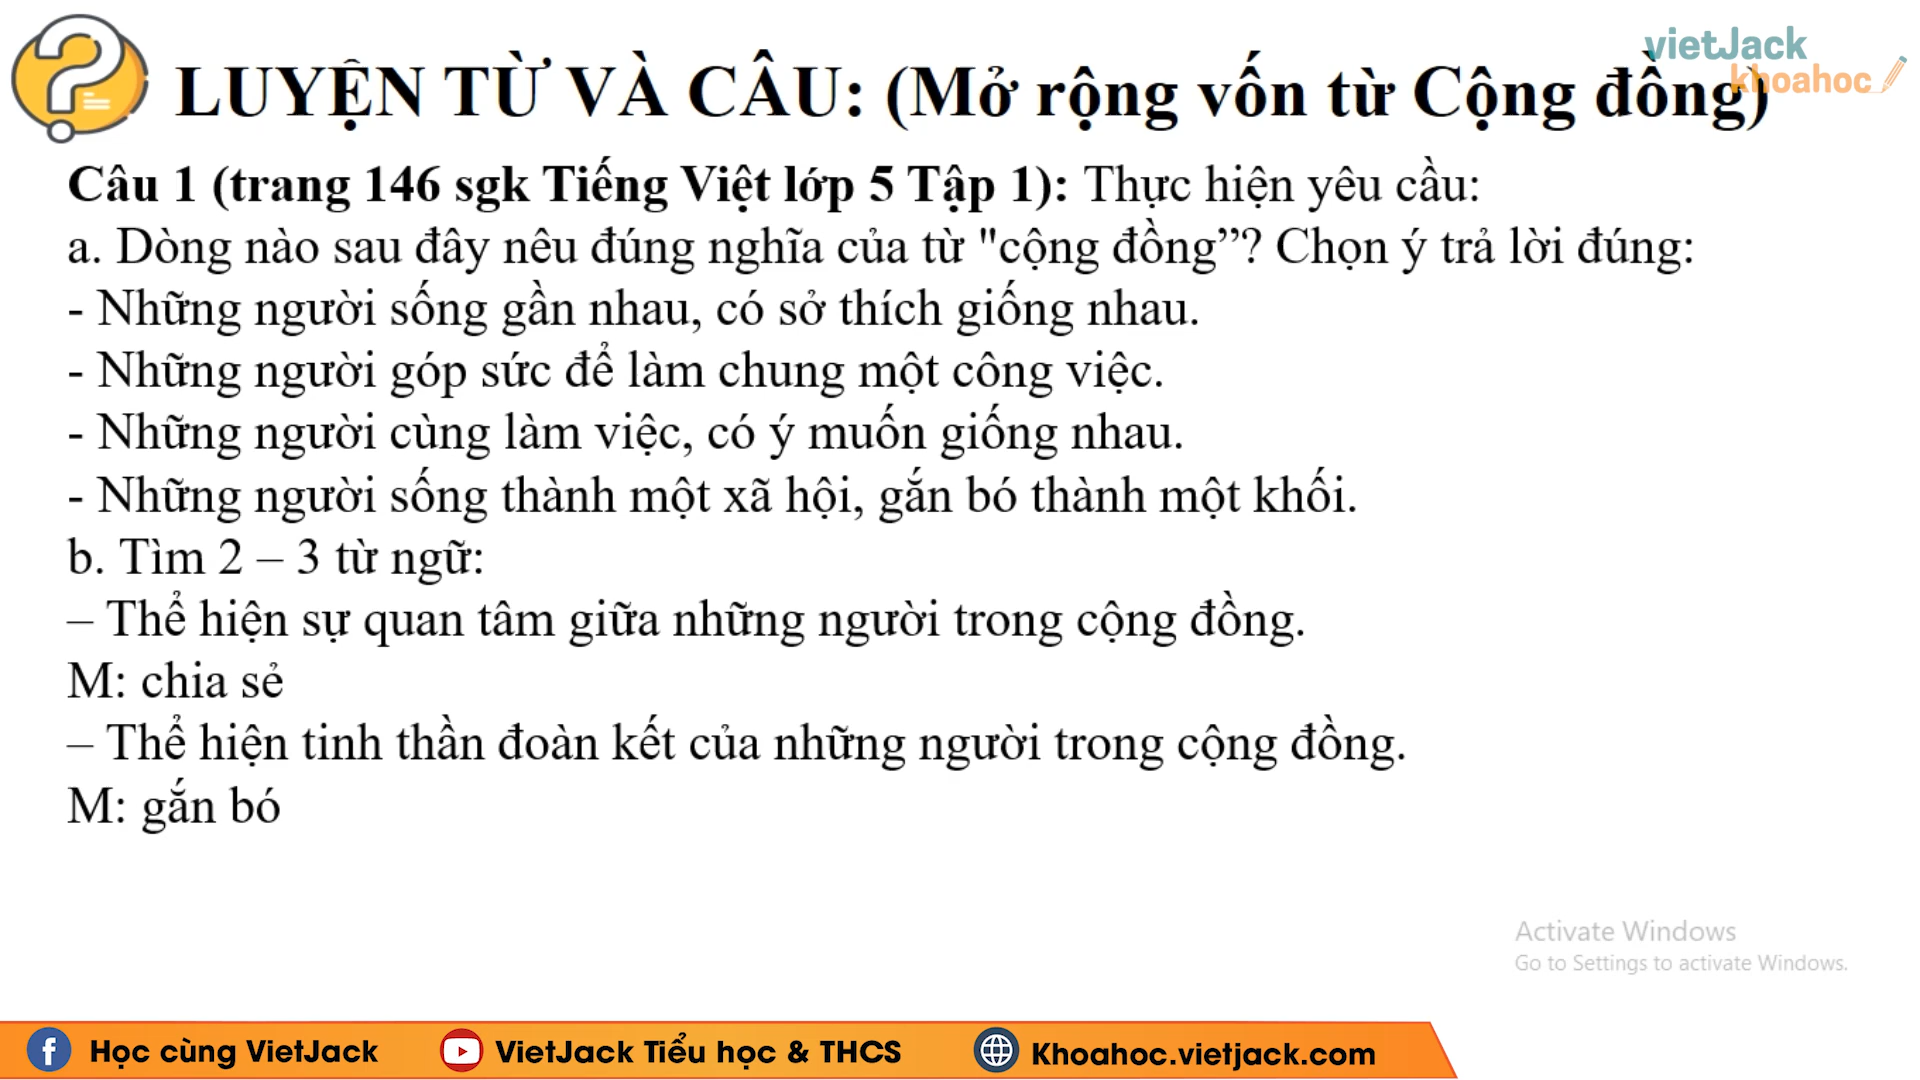 vietJack
khoahoc
LUYỆN TỪ VÀ CÂU: (Mở rộng vốn từ Cộng đồng)
Câu 1 (trang 146 sgk Tiếng Việt lớp 5 Tập 1): Thực hiện yêu cầu:
a. Dòng nào sau đây nêu đúng nghĩa của từ "cộng đồng”? Chọn ý trả lời đúng:
- Những người sống gần nhau, có sở thích giống nhau.
- Những người góp sức để làm chung một công việc.
- Những người cùng làm việc, có ý muốn giống nhau.
- Những người sống thành một xã hội, gắn bó thành một khối.
b. Tìm 2 – 3 từ ngữ:
– Thể hiện sự quan tâm giữa những người trong cộng đồng.
M: chia sẻ
– Thể hiện tinh thần đoàn kết của những người trong cộng đồng.
M: gắn bó
Activate Windows
Go to Settings to activate Windows.
Học cùng VietJack
VietJack Tiểu học & THCS
Khoahoc.vietjack.com